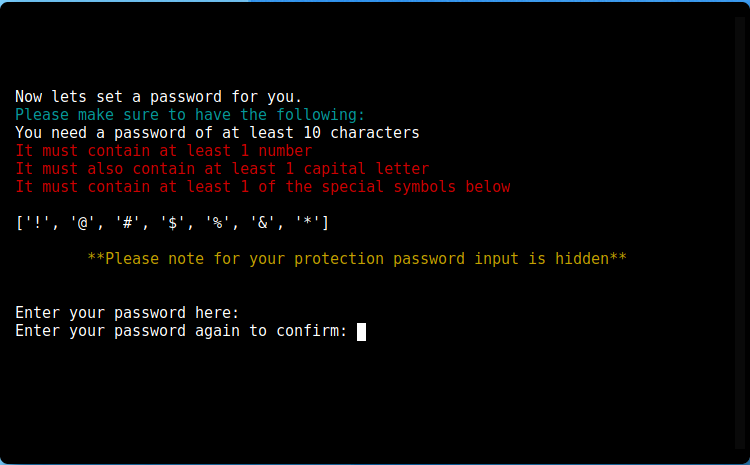 Now lets set a password for you.
Please make sure to have the following:
You need a password of at least 10 characters
It must contain at least 1 number
It must also contain at least 1 capital letter
It must contain at least 1 of the special symbols below
['!', '@', '#', '$', '%', '&', '*']
**Please note for your protection password input is hidden**
Enter your password here:
Enter your password again to confirm: